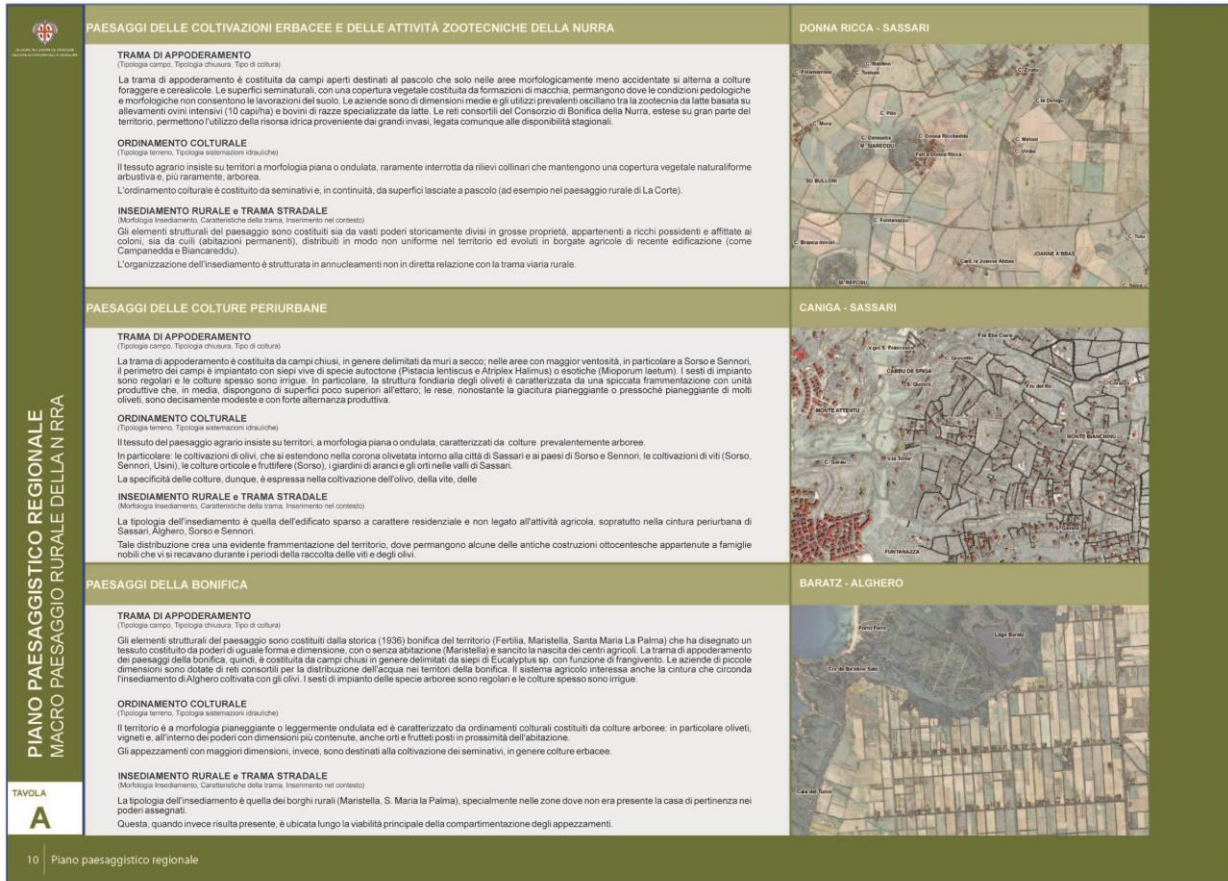 PAESAGGI DELLE COLTIVAZIONI ERBACEE E DELLE ATTIVITÀ ZOOTECNICHE DELLA NURRA
TRAMA DI APPODERAMENTO
(Tipologia campo, Tipologia chiusura, Tipo di coltura)
La trama di appoderamento è costituita da campi aperti destinati al pascolo che solo nelle aree morfologicamente meno accidentate si alterna a colture
foraggere e cerealicole. Le superfici seminaturali, con una copertura vegetale costituita da formazioni di macchia, permangono dove le condizioni pedologiche
e morfologiche non consentono le lavorazioni del suolo. Le aziende sono di dimensioni medie e gli utilizzi prevalenti oscillano tra la zootecnia da latte basata su
allevamenti ovini intensivi (10 capi/ha) e bovini di razze specializzate da latte. Le reti consortili del Consorzio di Bonifica della Nurra, estese su gran parte del
territorio, permettono l'utilizzo della risorsa idrica proveniente dai grandi invasi, legata comunque alle disponibilità stagionali.
ORDINAMENTO COLTURALE
(Tipologia terreno, Tipologia sistemazioni idrauliche)
Il tessuto agrario insiste su territori a morfologia piana o ondulata, raramente interrotta da rilievi collinari che mantengono una copertura vegetale naturaliforme
arbustiva e, più raramente, arborea.
L'ordinamento colturale è costituito da seminativi e, in continuità, da superfici lasciate a pascolo (ad esempio nel paesaggio rurale di La Corte).
INSEDIAMENTO RURALE e TRAMA STRADALE
(Morfologia Insediamento, Caratteristiche della trama, Inserimento nel contesto)
Gli elementi strutturali del paesaggio sono costituiti sia da vasti poderi storicamente divisi in grosse proprietà, appartenenti a ricchi possidenti e affittate ai
coloni, sia da cuili (abitazioni permanenti), distribuiti in modo non uniforme nel territorio ed evoluti in borgate agricole di recente edificazione (come
Campanedda e Biancareddu).
L'organizzazione dell'insediamento è strutturata in annucleamenti non in diretta relazione con la trama viaria rurale.
DONNA RICCA - SASSARI
C. Donna Ricchedda
M. SIAREDDU
Fatt.a Donna Ricca
SU BULLONI
C. Fontanazzo
JOANNE A'BBAS
M. REPOSU
PAESAGGI DELLE COLTURE PERIURBANE
TRAMA DI APPODERAMENTO
(Tipologia campo, Tipologia chiusura, Tipo di coltura)
La trama di appoderamento è costituita da campi chiusi, in genere delimitati da muri a secco; nelle aree con maggior ventosità, in particolare a Sorso e Sennori,
il perimetro dei campi è impiantato con siepi vive di specie autoctone (Pistacia lentiscus e Atriplex Halimus) o esotiche (Mioporum laetum). I sesti di impianto
sono regolari e le colture spesso sono irrigue. In particolare, la struttura fondiaria degli oliveti è caratterizzata da una spiccata frammentazione con unità
produttive che, in media, dispongono di superfici poco superiori all'ettaro; le rese, nonostante la giacitura pianeggiante o pressoché pianeggiante di molti
oliveti, sono decisamente modeste e con forte alternanza produttiva.
ORDINAMENTO COLTURALE
(Tipologia terreno, Tipologia sistemazioni idrauliche)
Il tessuto del paesaggio agrario insiste su territori, a morfologia piana o ondulata, caratterizzati da colture prevalentemente arboree.
In particolare: le coltivazioni di olivi, che si estendono nella corona olivetata intorno alla città di Sassari e ai paesi di Sorso e Sennori, le coltivazioni di viti (Sorso,
Sennori, Usini), le colture orticole e fruttifere (Sorso), i giardini di aranci e gli orti nelle valli di Sassari.
La specificità delle colture, dunque, è espressa nella coltivazione dell'olivo, della vite, delle
INSEDIAMENTO RURALE e TRAMA STRADALE
(Morfologia Insediamento, Caratteristiche della trama, Inserimento nel contesto)
La tipologia dell'insediamento è quella dell'edificato sparso a carattere residenziale e non legato all'attività agricola, sopratutto nella cintura periurbana di
Sassari, Alghero, Sorso e Sennori.
Tale distribuzione crea una evidente frammentazione del territorio, dove permangono alcune delle antiche costruzioni ottocentesche appartenute a famiglie
nobili che vi si recavano durante i periodi della raccolta delle viti e degli olivi.
CANIGA - SASSARI
CABBU DE SPIGA
S. Quirico
MONTE ATTENTU
MONTE BIANCHINU
FUNTANAZZA
PAESAGGI DELLA BONIFICA
TRAMA DI APPODERAMENTO
(Tipologia campo, Tipologia chiusura, Tipo di coltura)
Gli elementi strutturali del paesaggio sono costituiti dalla storica (1936) bonifica del territorio (Fertilia, Maristella, Santa Maria La Palma) che ha disegnato un
tessuto costituito da poderi di uguale forma e dimensione, con o senza abitazione (Maristella) e sancito la nascita dei centri agricoli. La trama di appoderamento
dei paesaggi della bonifica, quindi, è costituita da campi chiusi in genere delimitati da siepi di Eucalyptus sp. con funzione di frangivento. Le aziende di piccole
dimensioni sono dotate di reti consortili per la distribuzione dell'acqua nei territori della bonifica. Il sistema agricolo interessa anche la cintura che circonda
l'insediamento di Alghero coltivata con gli olivi. I sesti di impianto delle specie arboree sono regolari e le colture spesso sono irrigue.
ORDINAMENTO COLTURALE
(Tipologia terreno, Tipologia sistemazioni idrauliche)
Il territorio è a morfologia pianeggiante o leggermente ondulata ed è caratterizzato da ordinamenti colturali costituiti da colture arboree: in particolare oliveti,
vigneti e, all'interno dei poderi con dimensioni più contenute, anche orti e frutteti posti in prossimità dell'abitazione.
Gli appezzamenti con maggiori dimensioni, invece, sono destinati alla coltivazione dei seminativi, in genere colture erbacee.
INSEDIAMENTO RURALE e TRAMA STRADALE
(Morfologia Insediamento, Caratteristiche della trama, Inserimento nel contesto)
La tipologia dell'insediamento è quella dei borghi rurali (Maristella, S. Maria la Palma), specialmente nelle zone dove non era presente la casa di pertinenza nei
poderi assegnati.
Questa, quando invece risulta presente, è ubicata lungo la viabilità principale della compartimentazione degli appezzamenti.
BARATZ - ALGHERO
Porto Ferro
Lago Baratz
Cala del Turco
PIANO PAESAGGISTICO REGIONALE
MACRO PAESAGGIO RURALE DELLA N RRA
TAVOLA
A
10 Piano paesaggistico regionale